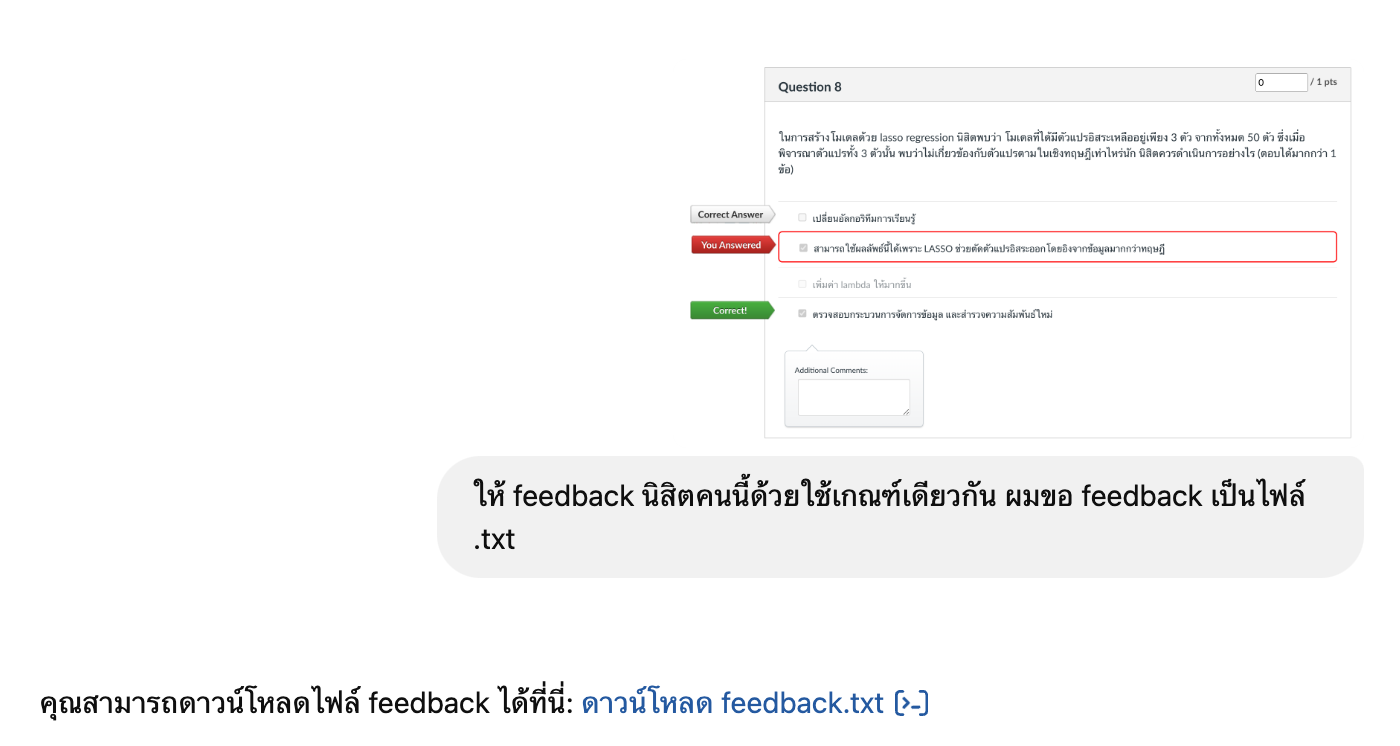 Question 8
0 / 1 pts
ในการสร้างโมเดลด้วย lasso regression นิสิตพบว่า โมเดลที่ได้มีตัวแปรอิสระเหลืออยู่เพียง 3 ตัว จากทั้งหมด 50 ตัว ซึ่งเมื่อ
พิจารณาตัวแปรทั้ง 3 ตัวนั้น พบว่าไม่เกี่ยวข้องกับตัวแปรตามในเชิงทฤษฎีเท่าไหร่นัก นิสิตควรดำเนินการอย่างไร (ตอบได้มากกว่า 1
ข้อ)
Correct Answer เปลี่ยนอัลกอริทึมการเรียนรู้
You Answered สามารถใช้ผลลัพธ์นี้ได้เพราะ LASSO ช่วยคัดตัวแปรอิสระออกโดยอิงจากข้อมูลมากกว่าทฤษฎี
เพิ่มค่า lambda ให้มากขึ้น
Correct! ตรวจสอบกระบวนการจัดการข้อมูล และสำรวจความสัมพันธ์ใหม่
Additional Comments:
ให้ feedback นิสิตคนนี้ด้วยใช้เกณฑ์เดียวกัน ผมขอ feedback เป็นไฟล์
.txt
คุณสามารถดาวน์โหลดไฟล์ feedback ได้ที่นี่: ดาวน์โหลด feedback.txt [>-]